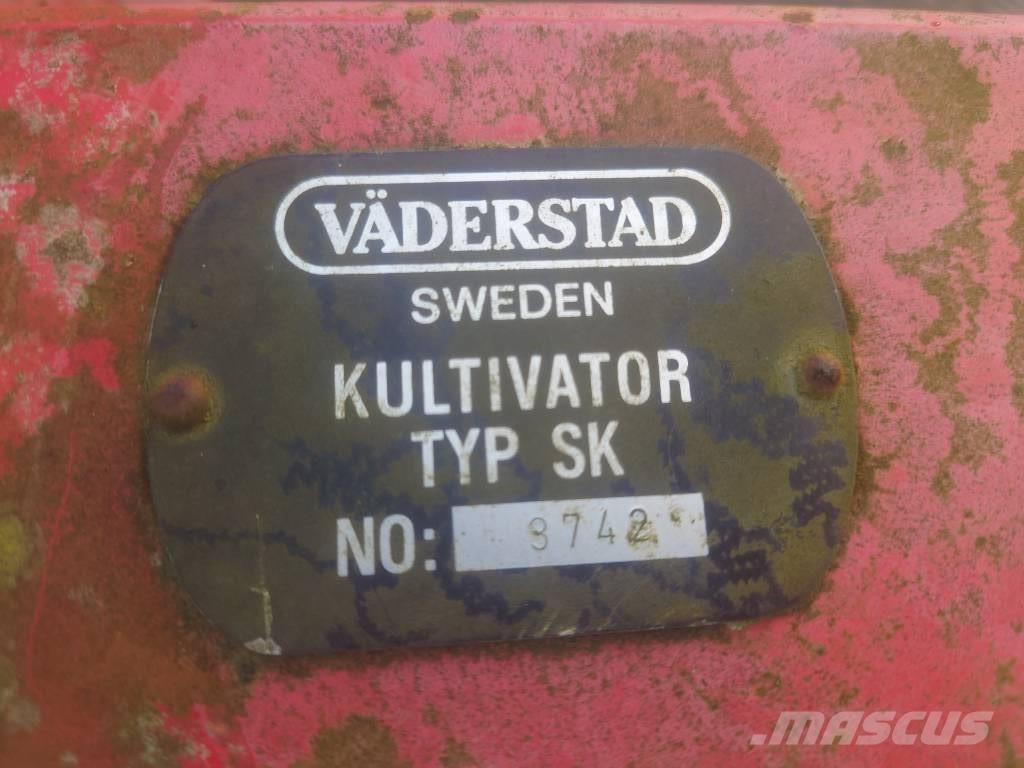 VÄDERSTAD
SWEDEN
KULTIVATOR
TYP SK
NO: 3742
MASCUS